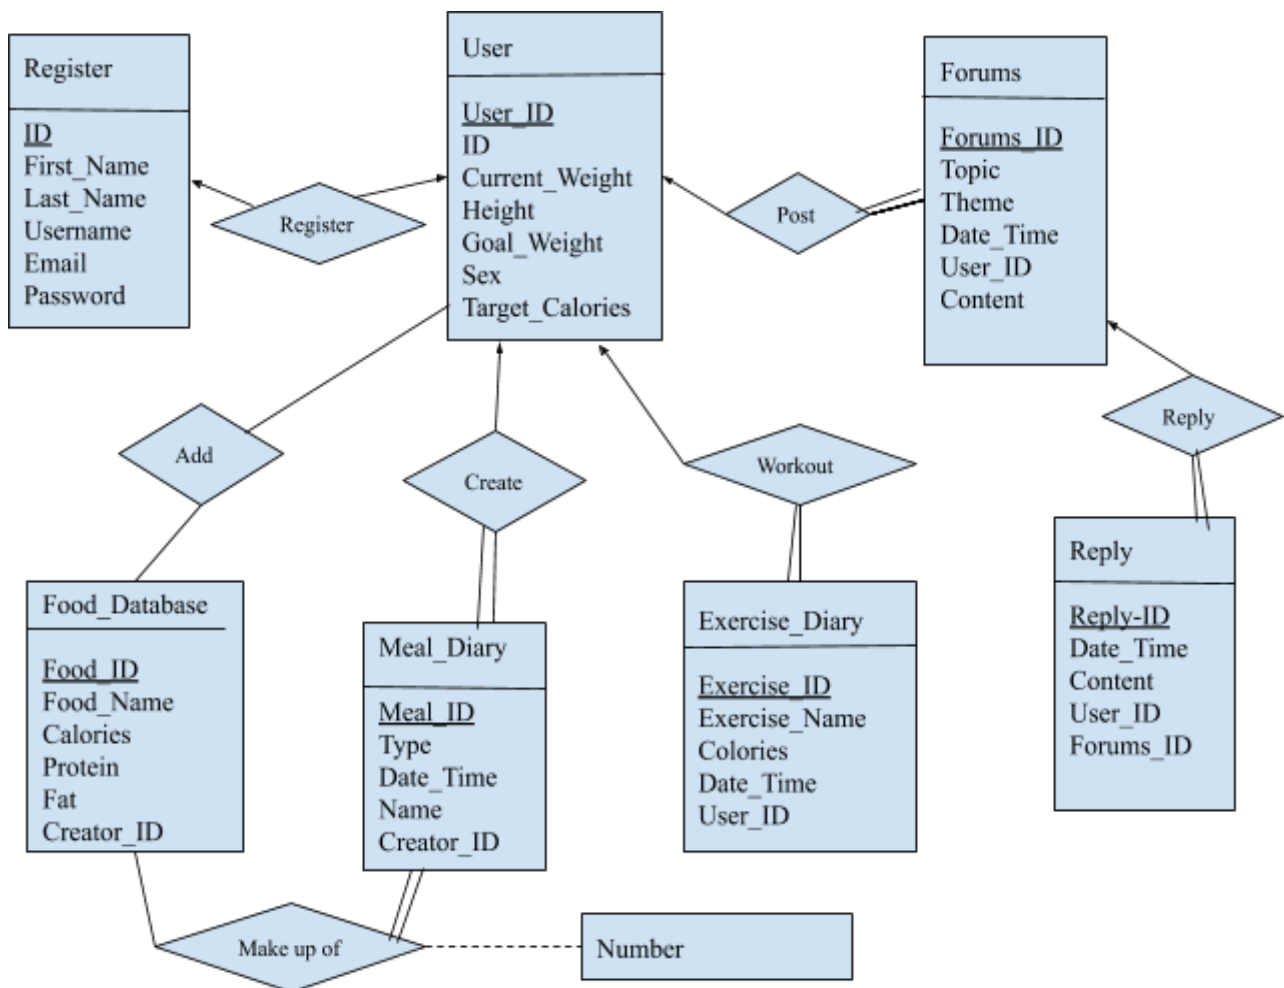 Register
ID
First_Name
Last_Name
Username
Email
Password
Register
User
User_ID
ID
Current_Weight
Height
Goal_Weight
Sex
Target_Calories
Post
Forums
Forums_ID
Topic
Theme
Date_Time
User_ID
Content
Add
Create
Workout
Reply
Food_Database
Food_ID
Food_Name
Calories
Protein
Fat
Creator_ID
Meal_Diary
Meal_ID
Type
Date_Time
Name
Creator_ID
Exercise_Diary
Exercise_ID
Exercise_Name
Colories
Date_Time
User_ID
Reply
Reply-ID
Date_Time
Content
User_ID
Forums_ID
Make up of
Number